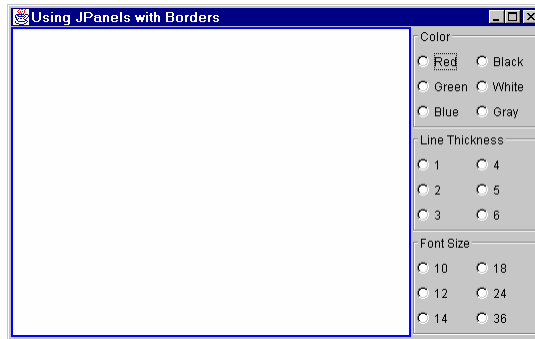 Using JPanels with Borders
Color
Red Black
Green White
Blue Gray
Line Thickness
1 4
2 5
3 6
Font Size
10 18
12 24
14 36